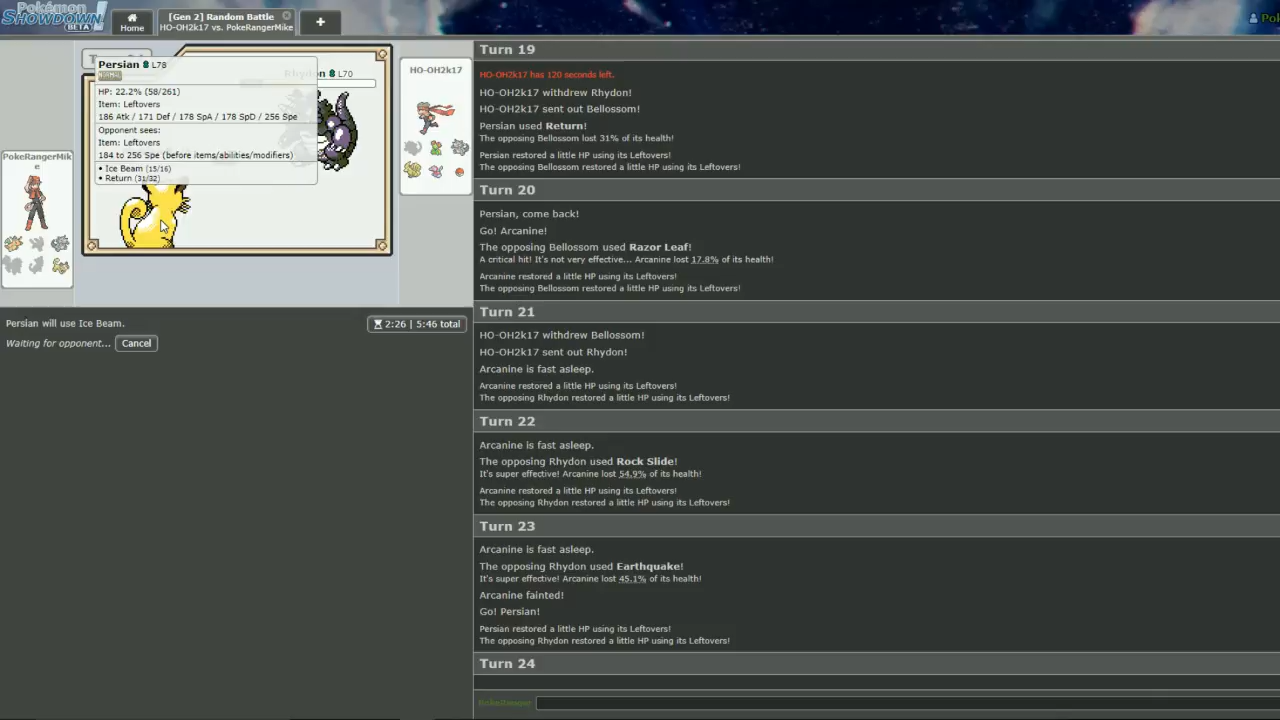 Pokémon
SHOWDOWN!
BETA
Home
[Gen 2] Random Battle
HO-OH2k17 vs. PokeRangerMike
+
Persian L78
NORMAL
HP: 22.2% (58/261)
Item: Leftovers
186 Atk / 171 Def / 178 SpA / 178 SpD / 256 Spe
Opponent sees:
Item: Leftovers
184 to 256 Spe (before items/abilities/modifiers)
• Ice Beam (15/16)
• Return (31/32)
Rhydon L70
HO-OH2k17
PokeRangerMik
e
Persian will use Ice Beam.
2:26 | 5:46 total
Waiting for opponent...
Cancel
Turn 19
HO-OH2k17 has 120 seconds left.
HO-OH2k17 withdrew Rhydon!
HO-OH2k17 sent out Bellossom!
Persian used Return!
The opposing Bellossom lost 31% of its health!
Persian restored a little HP using its Leftovers!
The opposing Bellossom restored a little HP using its Leftovers!
Turn 20
Persian, come back!
Go! Arcanine!
The opposing Bellossom used Razor Leaf!
A critical hit! It's not very effective... Arcanine lost 17.8% of its health!
Arcanine restored a little HP using its Leftovers!
The opposing Bellossom restored a little HP using its Leftovers!
Turn 21
HO-OH2k17 withdrew Bellossom!
HO-OH2k17 sent out Rhydon!
Arcanine is fast asleep.
Arcanine restored a little HP using its Leftovers!
The opposing Rhydon restored a little HP using its Leftovers!
Turn 22
Arcanine is fast asleep.
The opposing Rhydon used Rock Slide!
It's super effective! Arcanine lost 54.9% of its health!
Arcanine restored a little HP using its Leftovers!
The opposing Rhydon restored a little HP using its Leftovers!
Turn 23
Arcanine is fast asleep.
The opposing Rhydon used Earthquake!
It's super effective! Arcanine lost 45.1% of its health!
Arcanine fainted!
Go! Persian!
Persian restored a little HP using its Leftovers!
The opposing Rhydon restored a little HP using its Leftovers!
Turn 24